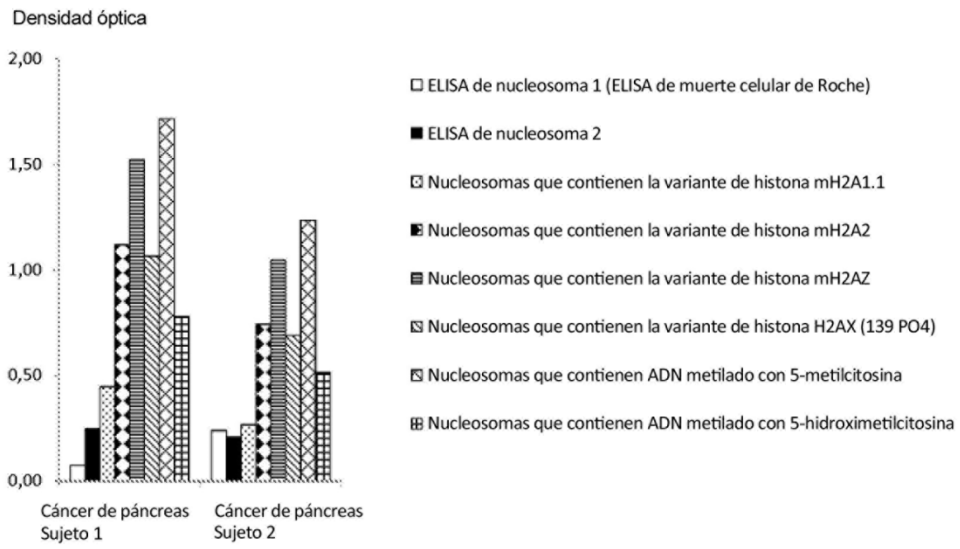 Densidad óptica
2,00
1,50
1,00
0,50
0,00
Cáncer de páncreas
Sujeto 1
Cáncer de páncreas
Sujeto 2
ELISA de nucleosoma 1 (ELISA de muerte celular de Roche)
ELISA de nucleosoma 2
Nucleosomas que contienen la variante de histona mH2A1.1
Nucleosomas que contienen la variante de histona mH2A2
Nucleosomas que contienen la variante de histona mH2AZ
Nucleosomas que contienen la variante de histona H2AX (139 PO4)
Nucleosomas que contienen ADN metilado con 5-metilcitosina
Nucleosomas que contienen ADN metilado con 5-hidroximetilcitosina